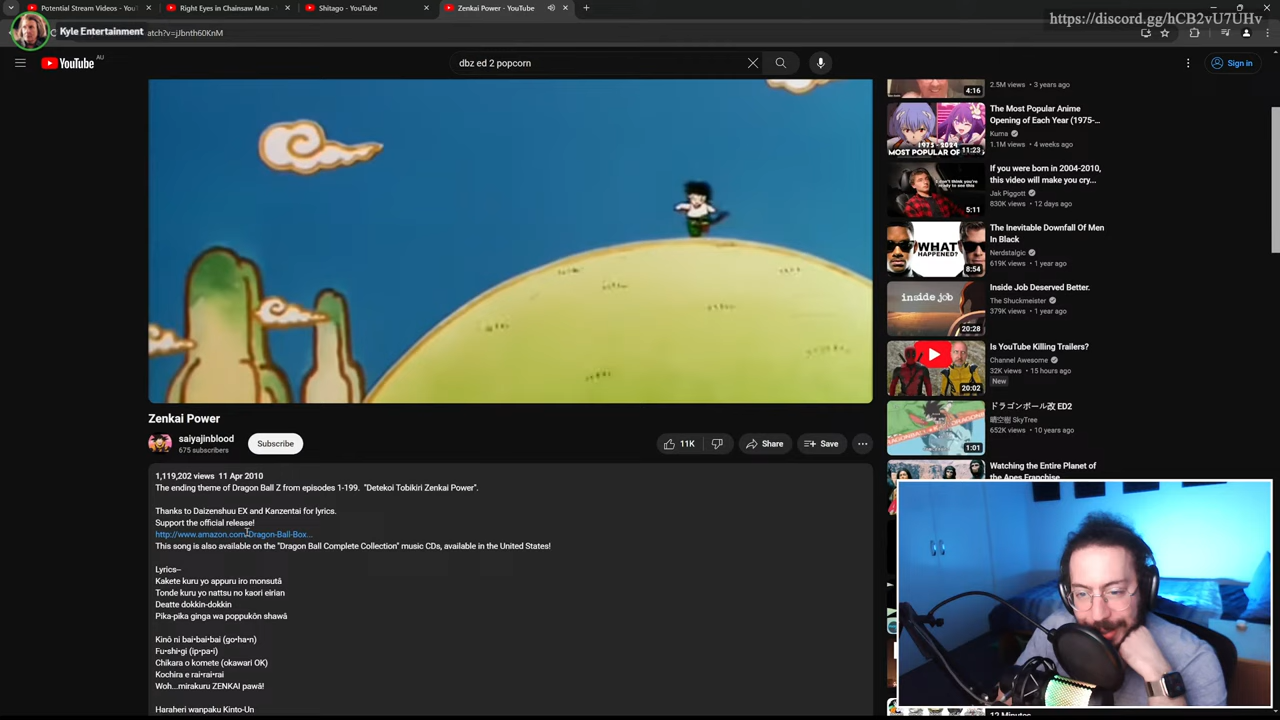 Potential Stream Videos - YouTu
Right Eyes in Chainsaw Man -
Shitago - YouTube
Zenkai Power - YouTube
https://discord.gg/hCB2vU7UHv
Kyle Entertainment
atch?v=jJbnth60KnM
YouTube
AU
dbz ed 2 popcorn
Sign in
4:16
2.5M views • 3 years ago
The Most Popular Anime
Opening of Each Year (1975-...
Kuma
1.1M views • 4 weeks ago
1975 - 2024
MOST POPULAR OP
11:23
If you were born in 2004-2010,
this video will make you cry...
Jak Piggott
830K views • 12 days ago
5:11
The Inevitable Downfall Of Men
In Black
Nerdstalgic
619K views • 1 year ago
WHAT
HAPPENED?
8:54
Inside Job Deserved Better.
The Shuckmeister
379K views • 1 year ago
inside job
20:28
Is YouTube Killing Trailers?
Channel Awesome
32K views • 15 hours ago
New
20:02
ドラゴンボール改 ED2
晴空樹 SkyTree
652K views • 10 years ago
1:01
Watching the Entire Planet of
the Apes Franchise
12 Minutes
Zenkai Power
saiyajinblood
675 subscribers
Subscribe
11K
Share
Save
1,119,202 views 11 Apr 2010
The ending theme of Dragon Ball Z from episodes 1-199. "Detekoi Tobikiri Zenkai Power".
Thanks to Daizenshuu EX and Kanzentai for lyrics.
Support the official release!
http://www.amazon.com/Dragon-Ball-Box...
This song is also available on the "Dragon Ball Complete Collection" music CDs, available in the United States!
Lyrics--
Kakete kuru yo appuru iro monsutā
Tonde kuru yo nattsu no kaori eirian
Deatte dokkin-dokkin
Pika-pika ginga wa poppukōn shawā
Kinō ni bai•bai•bai (go•ha•n)
Fu•shi•gi (ip•pa•i)
Chikara o komete (okawari OK)
Kochira e rai•rai•rai
Woh...mirakuru ZENKAI pawā!
Haraheri wanpaku Kinto-Un